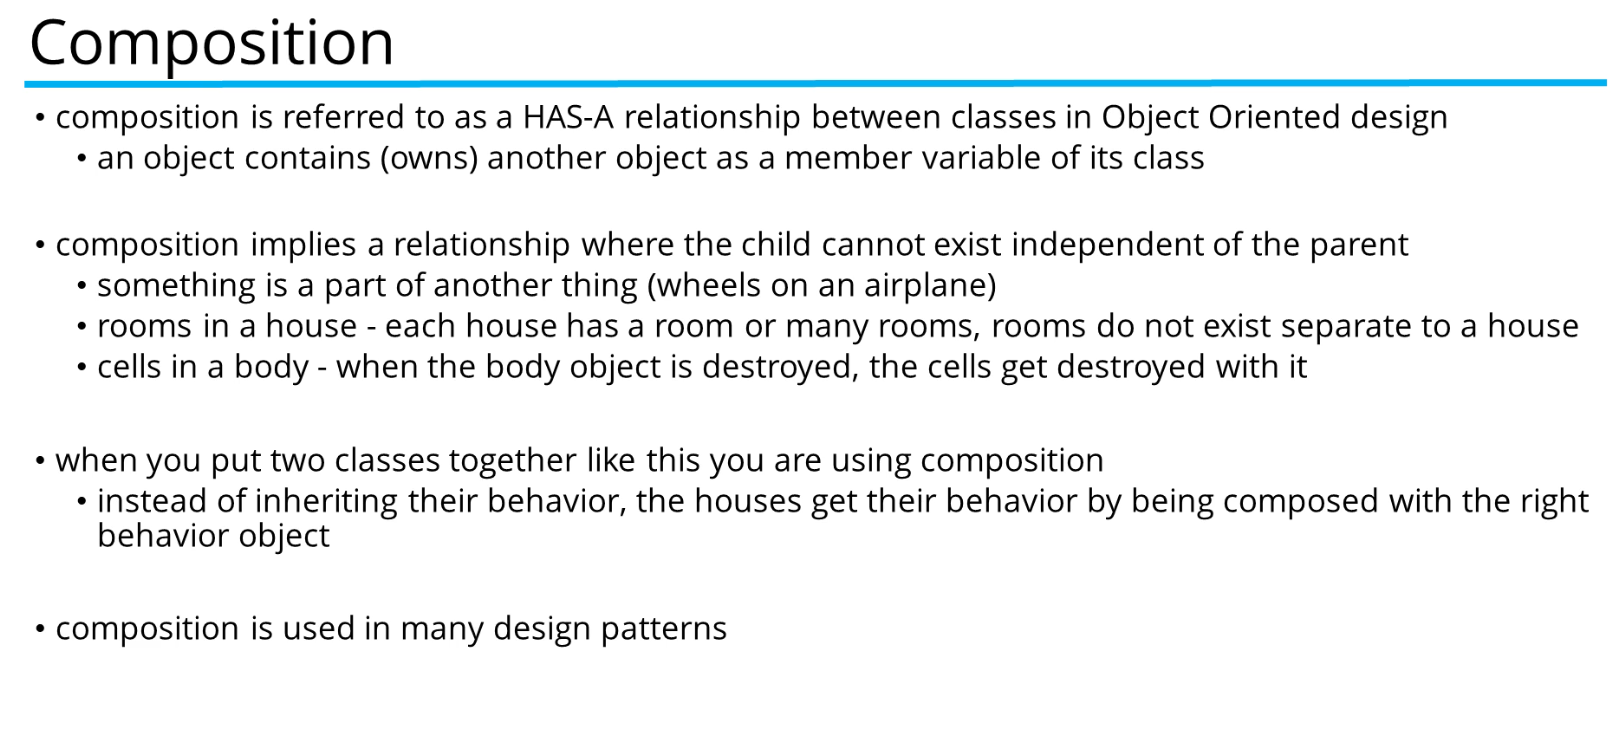 Composition
• composition is referred to as a HAS-A relationship between classes in Object Oriented design
• an object contains (owns) another object as a member variable of its class
• composition implies a relationship where the child cannot exist independent of the parent
• something is a part of another thing (wheels on an airplane)
• rooms in a house - each house has a room or many rooms, rooms do not exist separate to a house
• cells in a body - when the body object is destroyed, the cells get destroyed with it
• when you put two classes together like this you are using composition
• instead of inheriting their behavior, the houses get their behavior by being composed with the right
behavior object
• composition is used in many design patterns